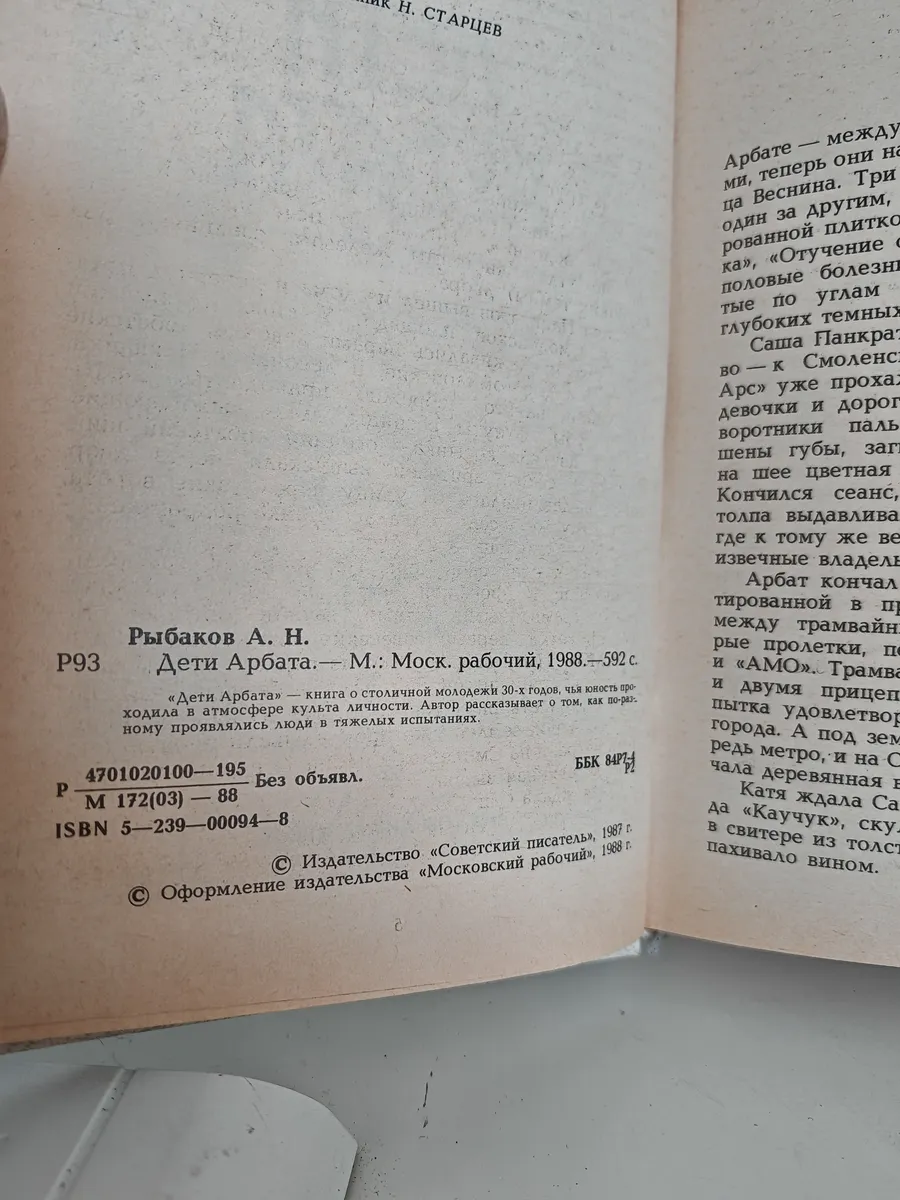 Н. СТАРЦЕВ
Рыбаков А. Н.
Р93 Дети Арбата.— М.: Моск. рабочий, 1988.—592 с.
«Дети Арбата» — книга о столичной молодежи 30-х годов, чья юность про-
ходила в атмосфере культа личности. Автор рассказывает о том, как по-раз-
ному проявлялись люди в тяжелых испытаниях.
Р 4701020100—195 Без объявл. ББК 84Р7-4
М 172(03) — 88 Р2
ISBN 5—239—00094—8
© Издательство «Советский писатель», 1987 г.
© Оформление издательства «Московский рабочий», 1988 г.
Арбате — между
ми, теперь они на
ца Веснина. Три
один за другим,
рованной плитко
ка», «Отучение
половые болезн
тые по углам
глубоких темных
Саша Панкрат
во — к Смоленс
Арс» уже прохаж
девочки и дорог
воротники паль
шены губы, заг
на шее цветная
Кончился сеанс,
толпа выдавлива
где к тому же ве
извечные владель
Арбат кончал
тированной в пр
между трамвайн
рые пролетки, по
и «АМО». Трамва
и двумя прицеп
пытка удовлетвор
города. А под зем
редь метро, и на С
чала деревянная в
Катя ждала Са
да «Каучук», ску
в свитере из толст
пахивало вином.